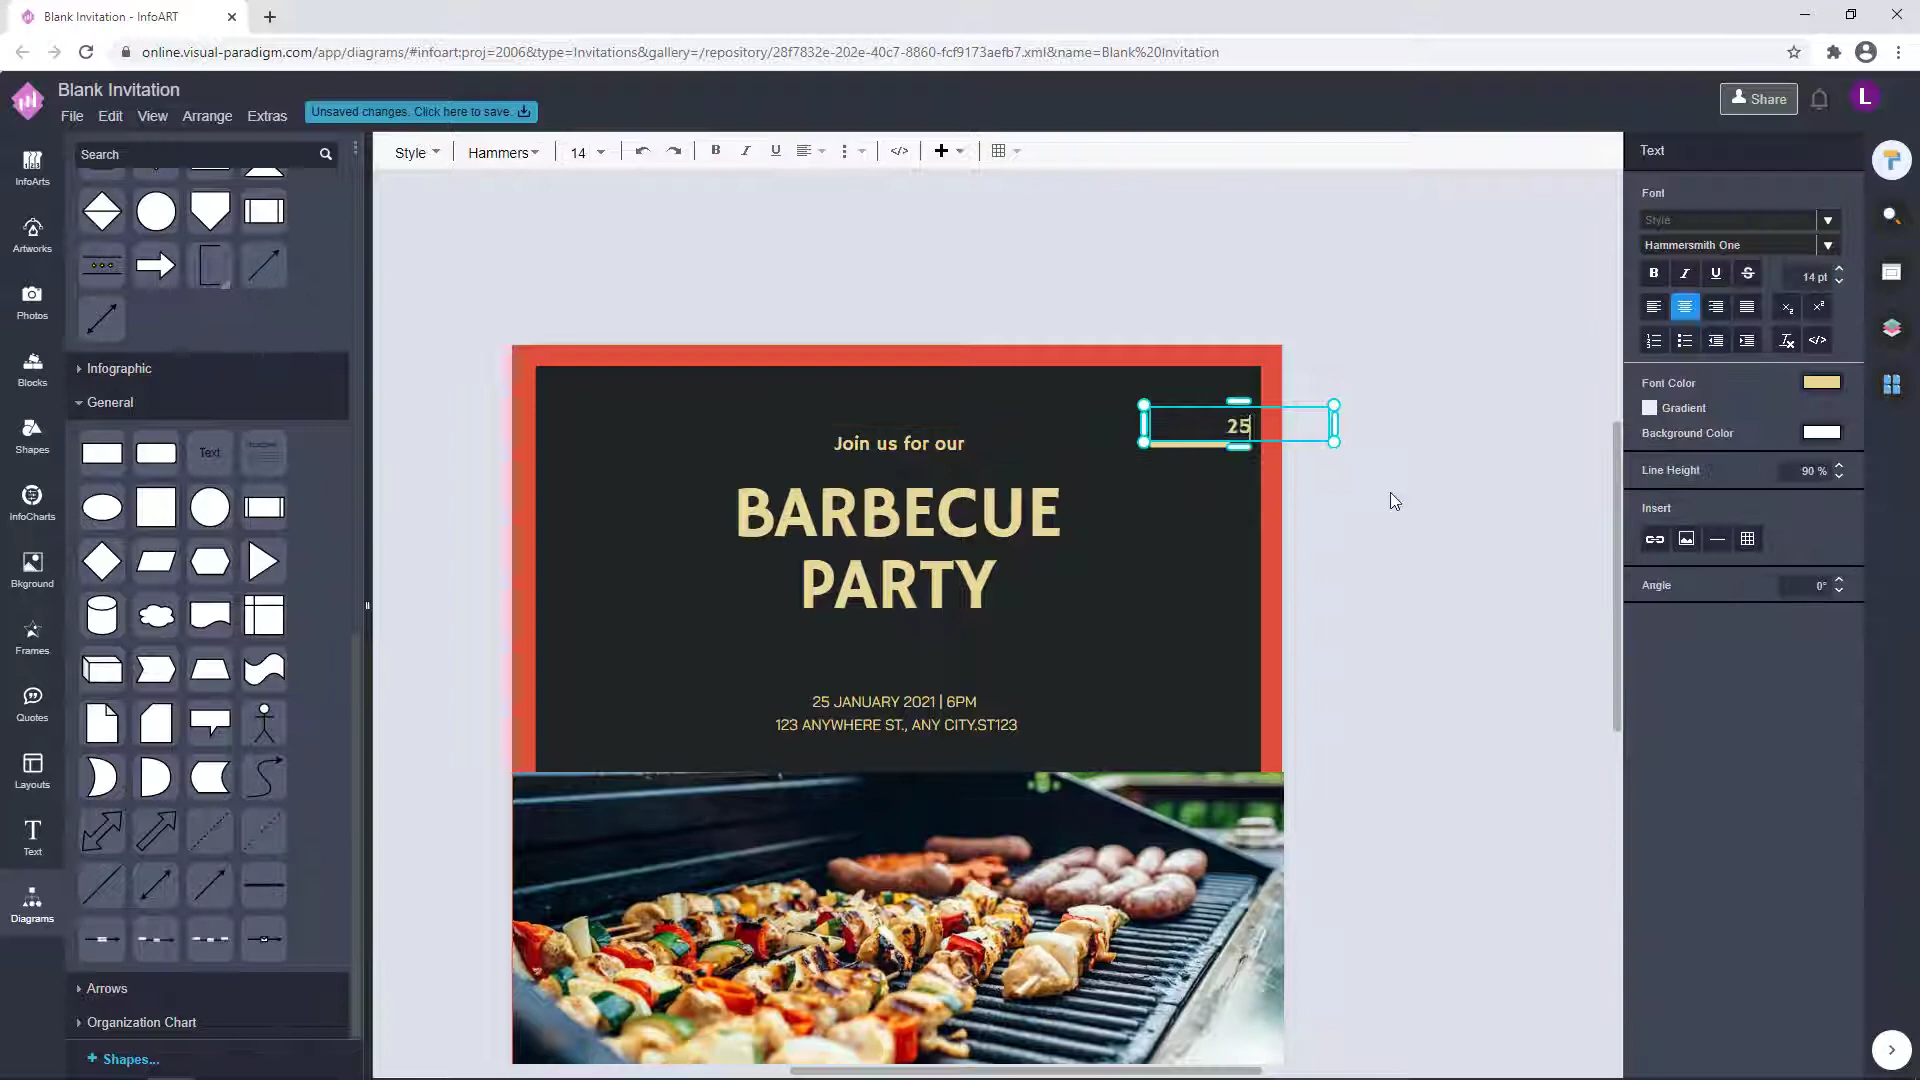 Blank Invitation - InfoART
online.visual-paradigm.com/app/diagrams/#infoart:proj=2006&type=Invitations&gallery=/repository/28f7832e-202e-40c7-8860-fcf9173aefb7.xml&name=Blank%20Invitation
Blank Invitation
File Edit View Arrange Extras
Unsaved changes. Click here to save.
Share
L
Search
Style Hammers 14 B I U </>
Text
InfoArts
Artworks
Photos
Blocks
Shapes
InfoCharts
Bkground
Frames
Quotes
Layouts
T
Text
Diagrams
Infographic
General
Text
Arrows
Organization Chart
+ Shapes...
25
Join us for our
BARBECUE
PARTY
25 JANUARY 2021 | 6PM
123 ANYWHERE ST., ANY CITY.ST123
Font
Style
Hammersmith One
B I U S 14 pt
Font Color
Gradient
Background Color
Line Height 90 %
Insert
Angle 0°